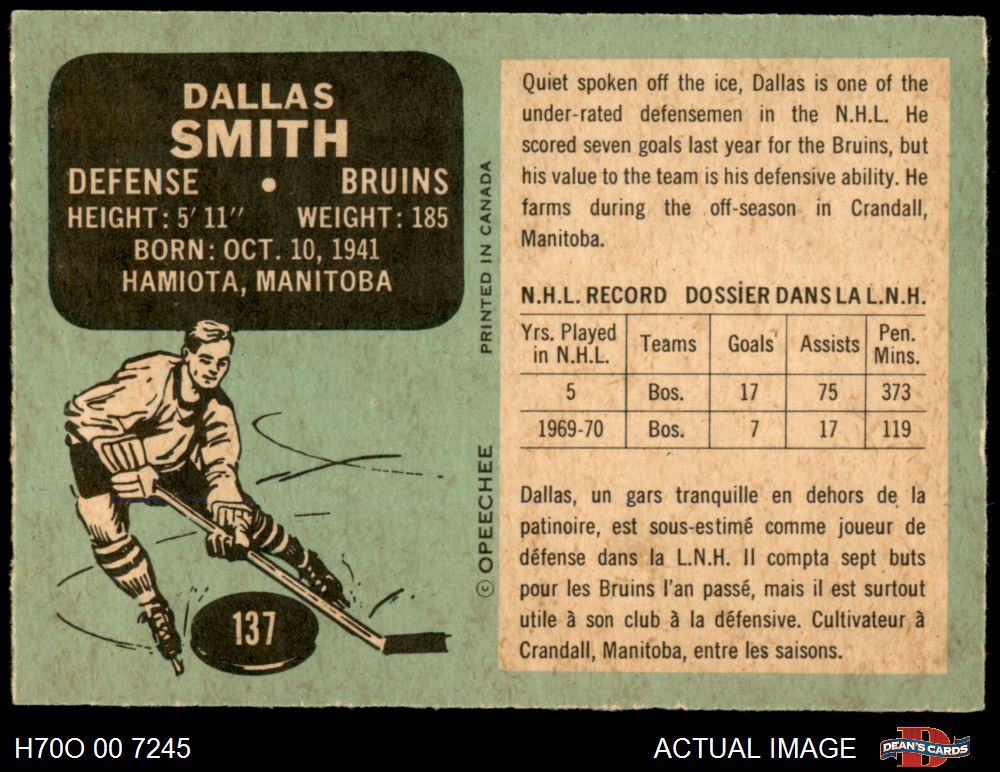 DALLAS
SMITH
DEFENSE • BRUINS
HEIGHT: 5' 11" WEIGHT: 185
BORN: OCT. 10, 1941
HAMIOTA, MANITOBA
137
© OPEECHEE PRINTED IN CANADA
Quiet spoken off the ice, Dallas is one of the
under-rated defensemen in the N.H.L. He
scored seven goals last year for the Bruins, but
his value to the team is his defensive ability. He
farms during the off-season in Crandall,
Manitoba.
N.H.L. RECORD DOSSIER DANS LA L.N.H.
Yrs. Played in N.H.L. Teams Goals Assists Pen. Mins.
5 Bos. 17 75 373
1969-70 Bos. 7 17 119
Dallas, un gars tranquille en dehors de la
patinoire, est sous-estimé comme joueur de
défense dans la L.N.H. Il compta sept buts
pour les Bruins l'an passé, mais il est surtout
utile à son club à la défensive. Cultivateur à
Crandall, Manitoba, entre les saisons.
H70O 00 7245
ACTUAL IMAGE
D
DEAN'S CARDS